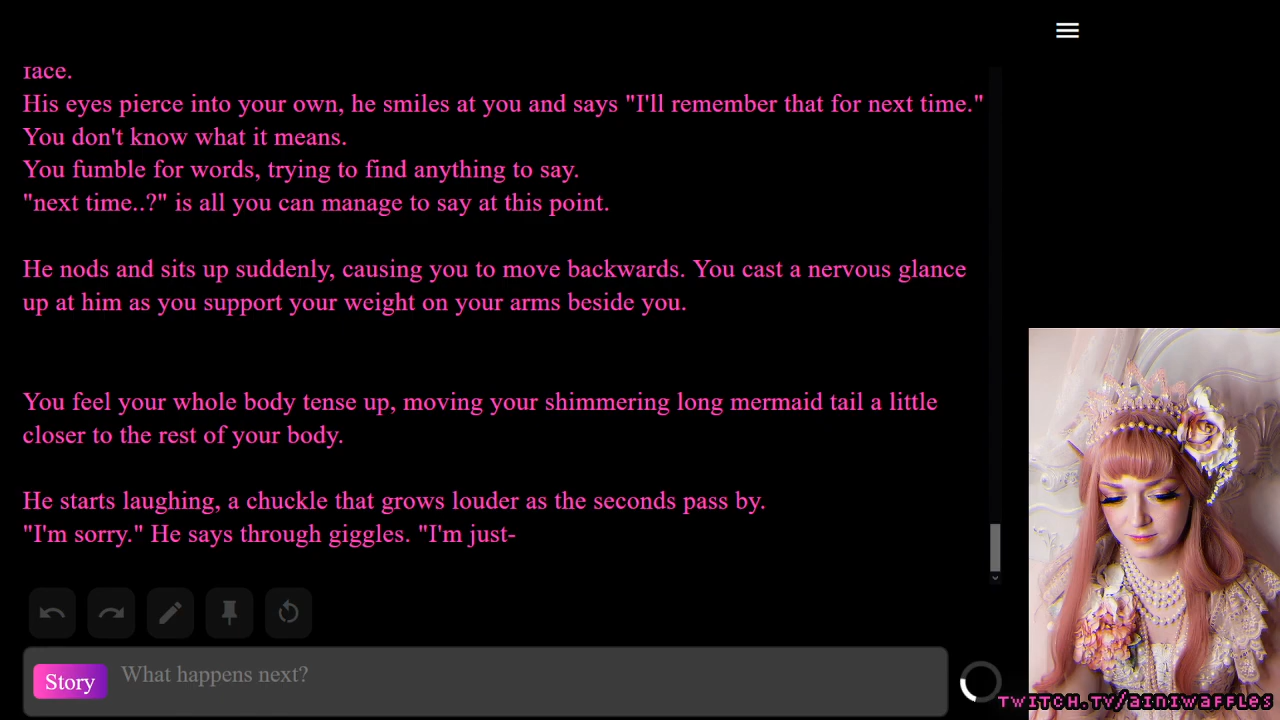 face.
His eyes pierce into your own, he smiles at you and says "I'll remember that for next time."
You don't know what it means.
You fumble for words, trying to find anything to say.
"next time..?" is all you can manage to say at this point.
He nods and sits up suddenly, causing you to move backwards. You cast a nervous glance
up at him as you support your weight on your arms beside you.
You feel your whole body tense up, moving your shimmering long mermaid tail a little
closer to the rest of your body.
He starts laughing, a chuckle that grows louder as the seconds pass by.
"I'm sorry." He says through giggles. "I'm just-
Story
What happens next?
twitch.tv/ainiwaffles